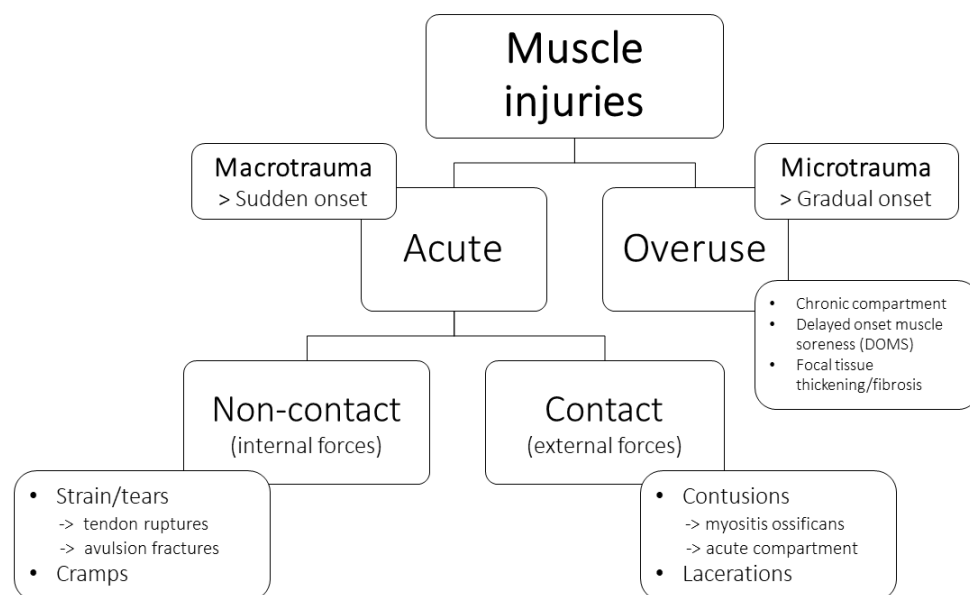 Muscle
injuries
Macrotrauma
> Sudden onset
Microtrauma
> Gradual onset
Acute
Overuse
• Chronic compartment
• Delayed onset muscle
soreness (DOMS)
• Focal tissue
thickening/fibrosis
Non-contact
(internal forces)
Contact
(external forces)
• Strain/tears
-> tendon ruptures
-> avulsion fractures
• Cramps
• Contusions
-> myositis ossificans
-> acute compartment
• Lacerations